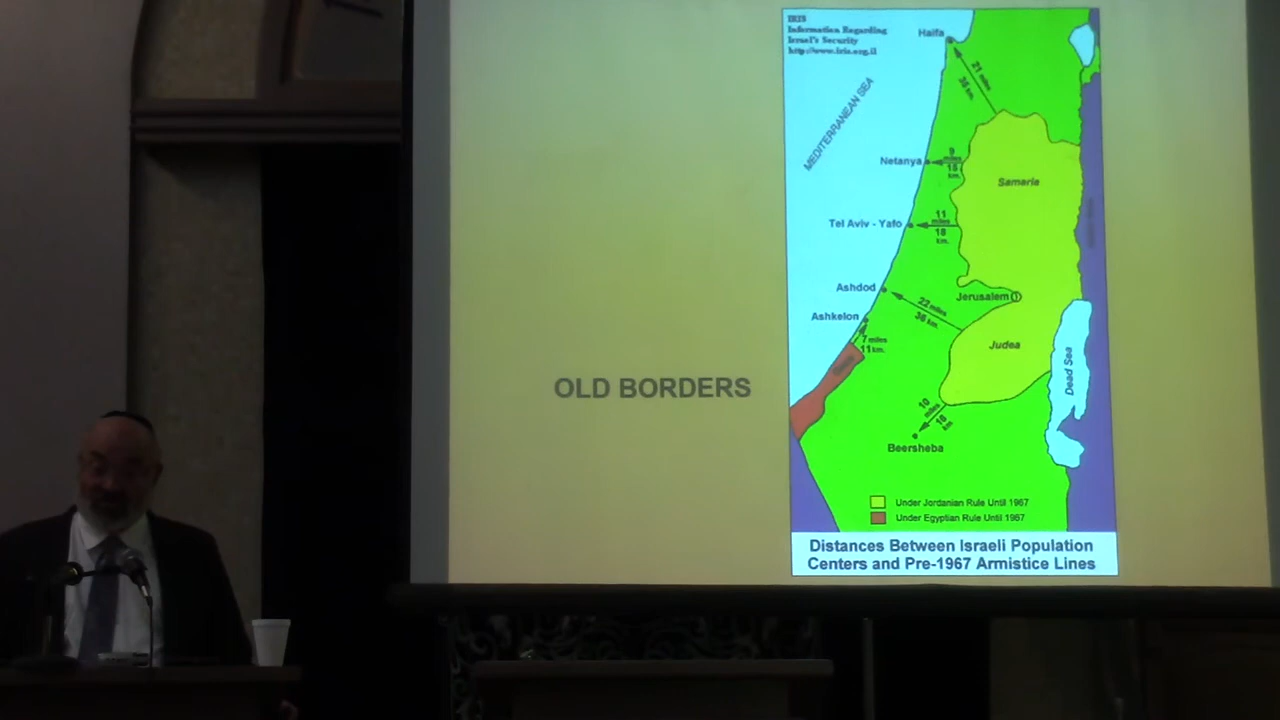 IRIS
Information Regarding
Israel's Security
http://www.iris.org.il
Haifa
21 miles
35 km.
MEDITERRANEAN SEA
Netanya
9
miles
15
km.
Samaria
Tel Aviv - Yafo
11
miles
18
km.
Ashdod
22 miles
35 km.
Jerusalem
Ashkelon
7 miles
11 km.
Judea
Dead Sea
OLD BORDERS
10
miles
16
km
Beersheba
Under Jordanian Rule Until 1967
Under Egyptian Rule Until 1967
Distances Between Israeli Population
Centers and Pre-1967 Armistice Lines